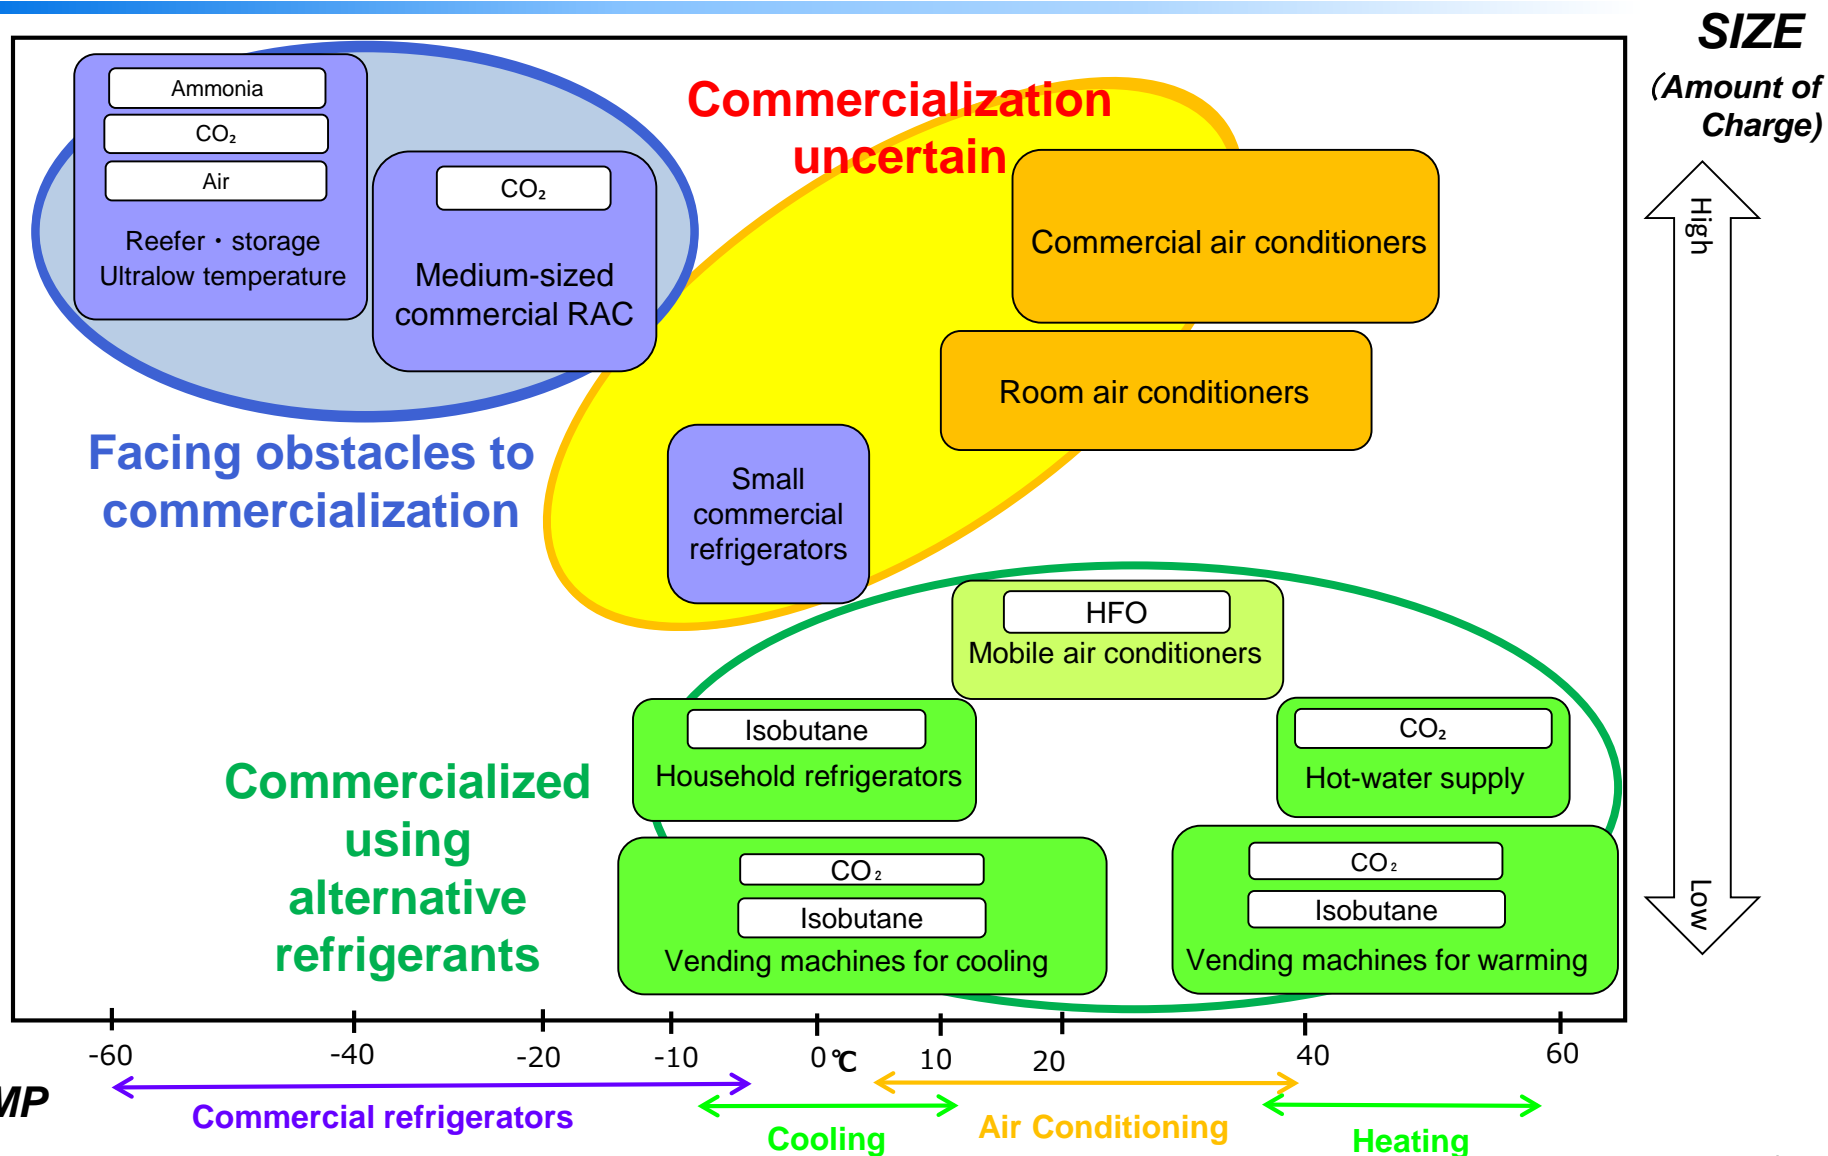 SIZE
(Amount of
Charge)
High
Low
Ammonia
CO₂
Air
Reefer・storage
Ultralow temperature
CO₂
Medium-sized
commercial RAC
Facing obstacles to
commercialization
Commercialization
uncertain
Commercial air conditioners
Room air conditioners
Small
commercial
refrigerators
HFO
Mobile air conditioners
Isobutane
Household refrigerators
CO₂
Hot-water supply
Commercialized
using
alternative
refrigerants
CO₂
Isobutane
Vending machines for cooling
CO₂
Isobutane
Vending machines for warming
-60 -40 -20 -10 0℃ 10 20 40 60
MP
Commercial refrigerators
Cooling
Air Conditioning
Heating